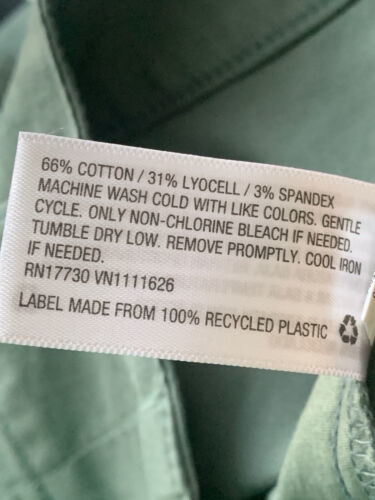 66% COTTON / 31% LYOCELL / 3% SPANDEX
MACHINE WASH COLD WITH LIKE COLORS. GENTLE
CYCLE. ONLY NON-CHLORINE BLEACH IF NEEDED.
TUMBLE DRY LOW. REMOVE PROMPTLY. COOL IRON
IF NEEDED.
RN17730 VN1111626
LABEL MADE FROM 100% RECYCLED PLASTIC